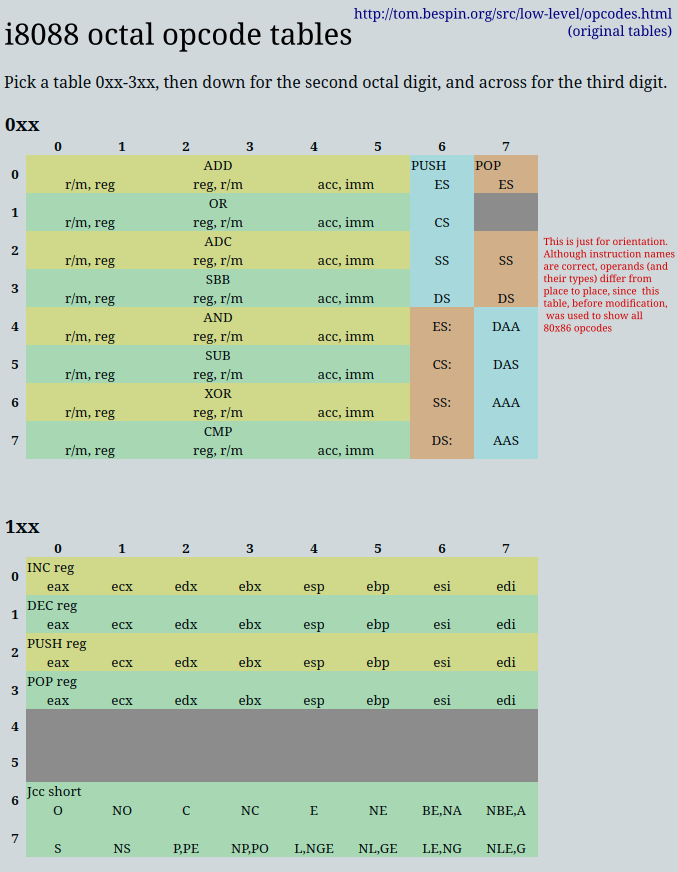 http://tom.bespin.org/src/low-level/opcodes.html
(original tables)
i8088 octal opcode tables
Pick a table 0xx-3xx, then down for the second octal digit, and across for the third digit.
0xx
0 1 2 3 4 5 6 7
ADD PUSH POP
0 r/m, reg reg, r/m acc, imm ES ES
OR
1 r/m, reg reg, r/m acc, imm CS
ADC
2 r/m, reg reg, r/m acc, imm SS SS
SBB
3 r/m, reg reg, r/m acc, imm DS DS
AND
4 r/m, reg reg, r/m acc, imm ES: DAA
SUB
5 r/m, reg reg, r/m acc, imm CS: DAS
XOR
6 r/m, reg reg, r/m acc, imm SS: AAA
CMP
7 r/m, reg reg, r/m acc, imm DS: AAS
This is just for orientation.
Although instruction names
are correct, operands (and
their types) differ from
place to place, since this
table, before modification,
was used to show all
80x86 opcodes
1xx
0 1 2 3 4 5 6 7
INC reg
0 eax ecx edx ebx esp ebp esi edi
DEC reg
1 eax ecx edx ebx esp ebp esi edi
PUSH reg
2 eax ecx edx ebx esp ebp esi edi
POP reg
3 eax ecx edx ebx esp ebp esi edi
4
5
Jcc short
6 O NO C NC E NE BE,NA NBE,A
7 S NS P,PE NP,PO L,NGE NL,GE LE,NG NLE,G